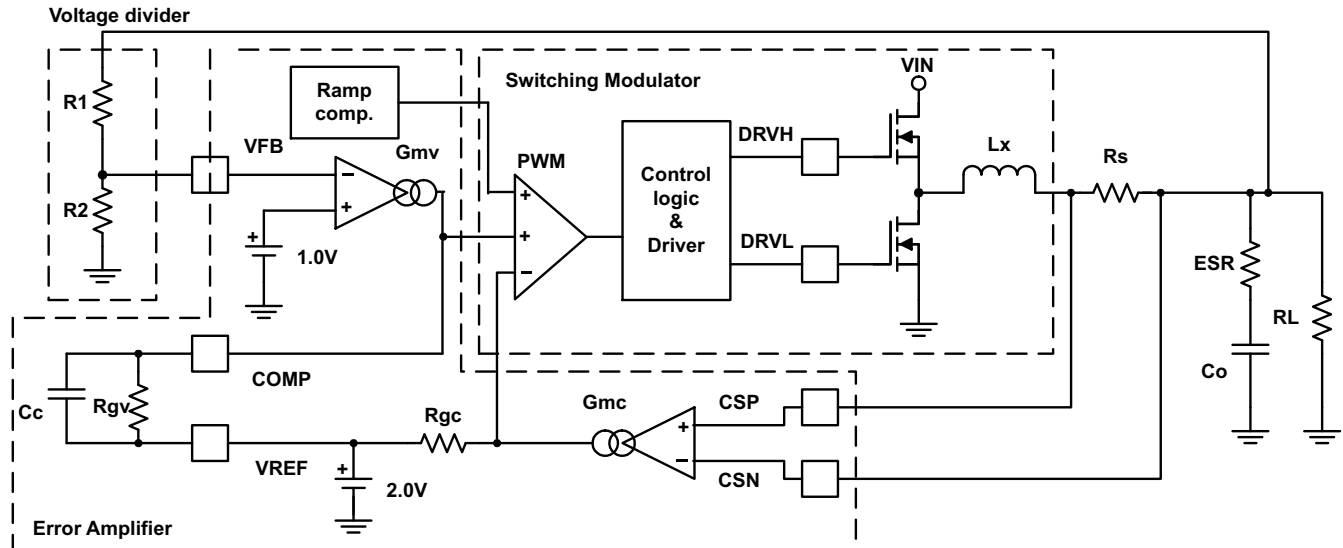 Voltage divider
Switching Modulator
VIN
R1
Ramp
comp.
VFB
Gmv
PWM
DRVH
Lx
Rs
R2
Control
logic
&
Driver
1.0V
DRVL
ESR
RL
COMP
Co
Cc
Rgv
Rgc
Gmc
CSP
VREF
2.0V
CSN
Error Amplifier